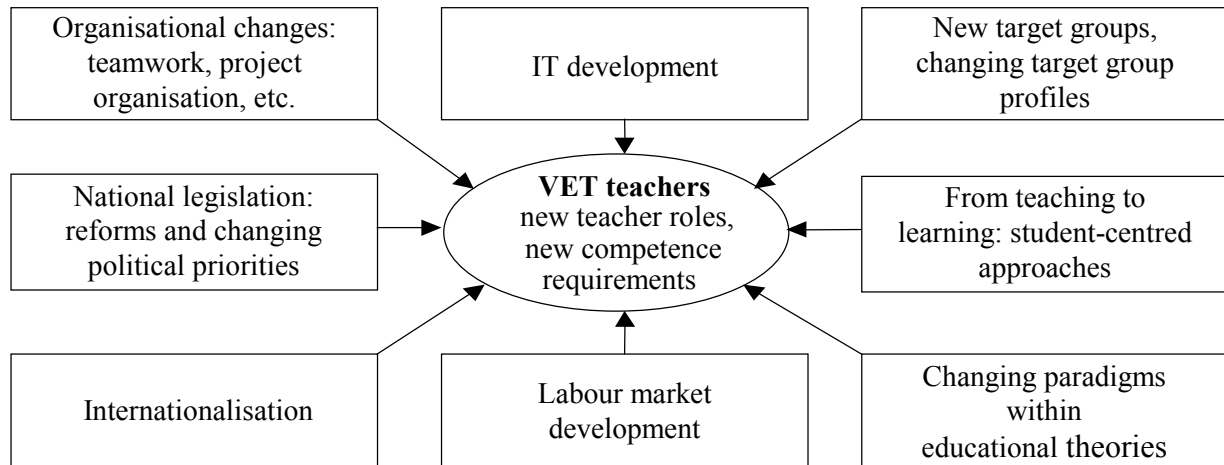 Organisational changes:
teamwork, project
organisation, etc.
IT development
New target groups,
changing target group
profiles
National legislation:
reforms and changing
political priorities
VET teachers
new teacher roles,
new competence
requirements
From teaching to
learning: student-centred
approaches
Internationalisation
Labour market
development
Changing paradigms
within
educational theories